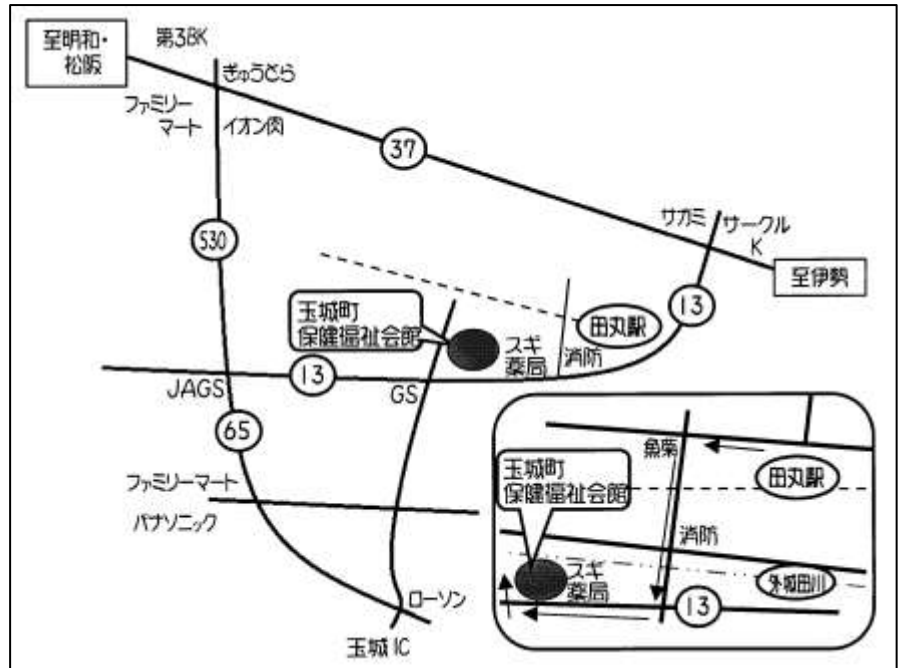 至明和・
松阪
第3BK
ぎゅうとら
ファミリー
マート
イオン肉
37
サガミ
サークル
K
至伊勢
530
13
玉城町
保健福祉会館
田丸駅
スギ
薬局
消防
13
JAGS
GS
65
ファミリーマート
パナソニック
ローソン
玉城IC
魚栗
玉城町
保健福祉会館
田丸駅
消防
スギ
薬局
外城田川
13